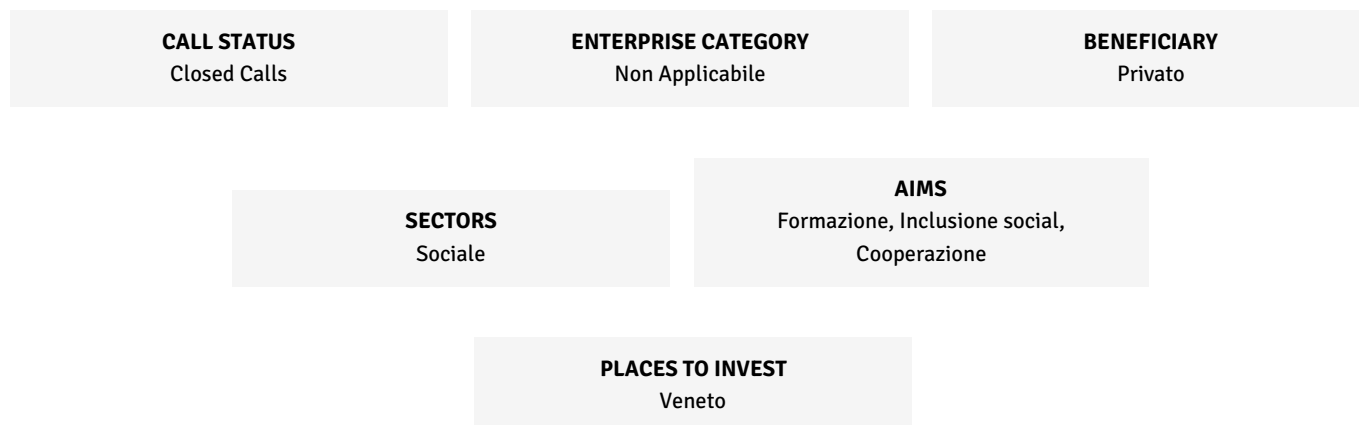 CALL STATUS
Closed Calls
ENTERPRISE CATEGORY
Non Applicabile
BENEFICIARY
Privato
SECTORS
Sociale
AIMS
Formazione, Inclusione social,
Cooperazione
PLACES TO INVEST
Veneto